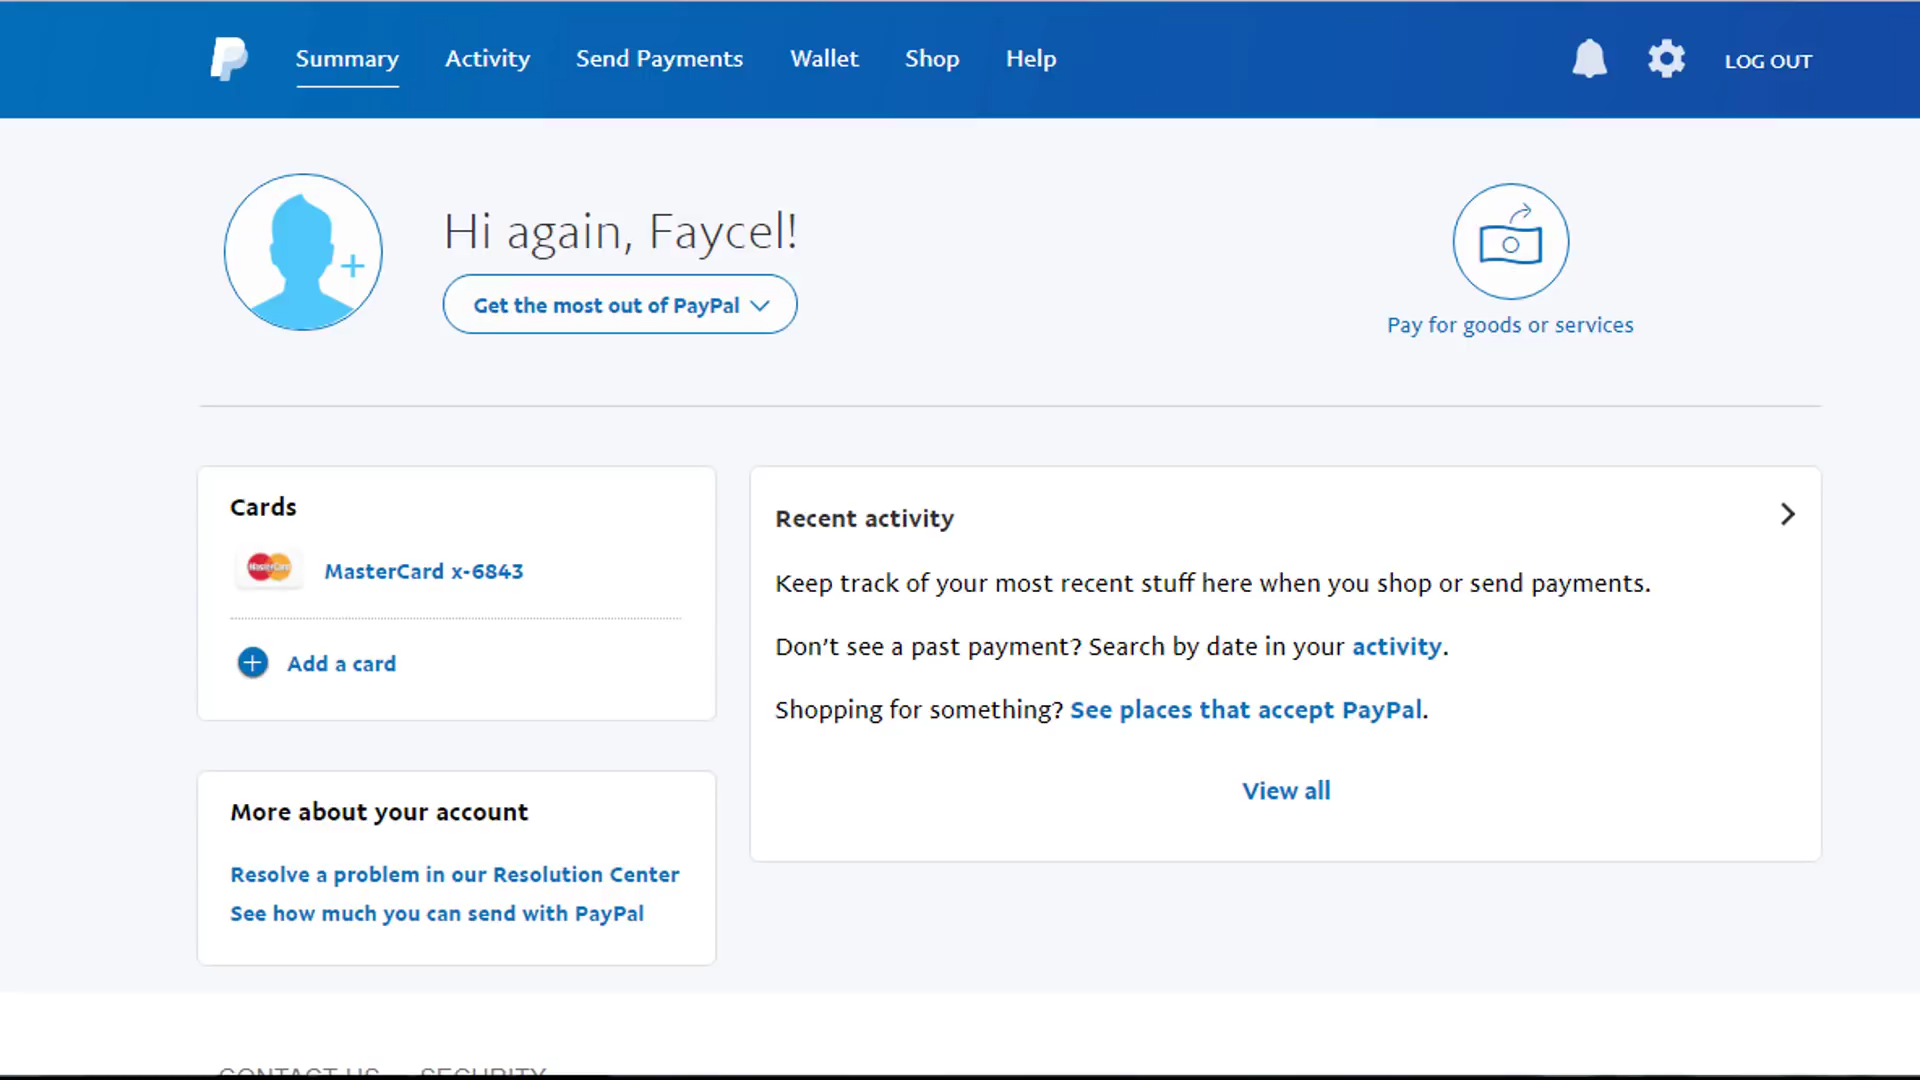 Summary Activity Send Payments Wallet Shop Help LOG OUT
Hi again, Faycel!
Get the most out of PayPal
Pay for goods or services
Cards
MasterCard
MasterCard x-6843
Add a card
Recent activity
Keep track of your most recent stuff here when you shop or send payments.
Don't see a past payment? Search by date in your activity.
Shopping for something? See places that accept PayPal.
View all
More about your account
Resolve a problem in our Resolution Center
See how much you can send with PayPal
CONTACT US SECURITY